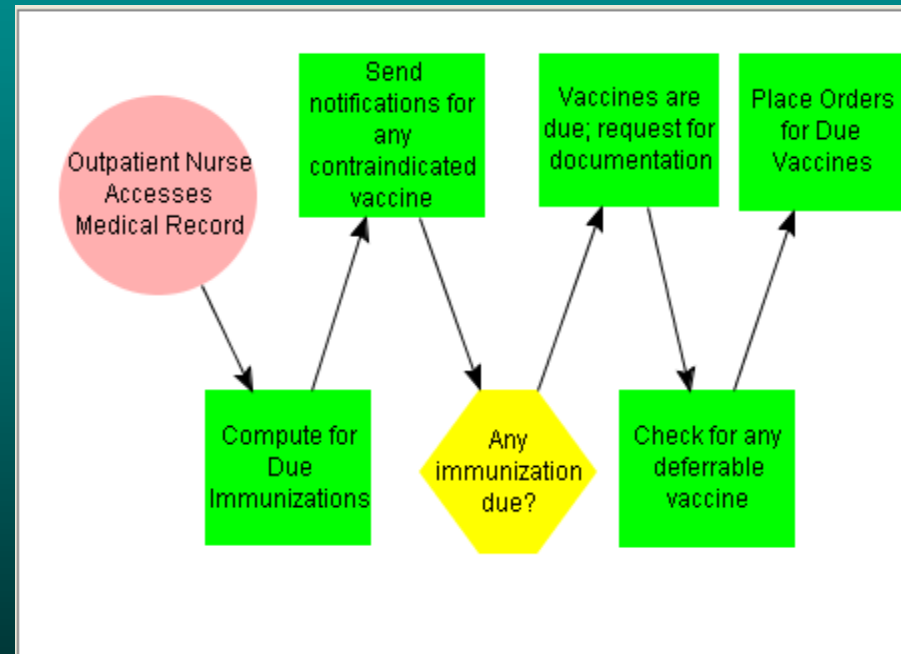 Outpatient Nurse
Accesses
Medical Record
Compute for
Due
Immunizations
Send
notifications for
any
contraindicated
vaccine
Any
immunization
due?
Vaccines are
due; request for
documentation
Check for any
deferrable
vaccine
Place Orders
for Due
Vaccines